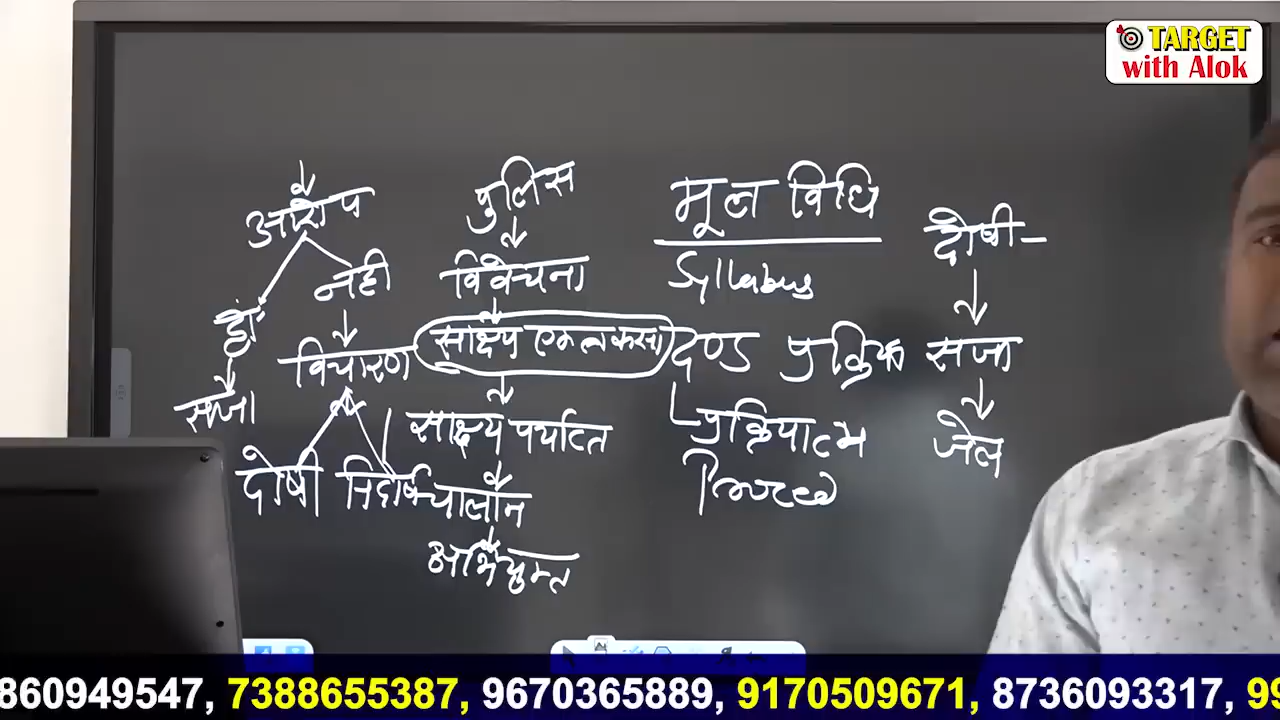 TARGET
with Alok
आरोप
हाँ
नही
सजा
विचारण
दोषी
निर्दोष
पुलिस
विवेचना
साक्ष्य एकत्र करना
साक्ष्य पर्याप्त
चालान
अभियुक्त
मूल विधि
Syllabus
दण्ड प्रक्रिया
प्रक्रियात्म
दोषी-
सजा
जेल
860949547, 7388655387, 9670365889, 9170509671, 8736093317, 99